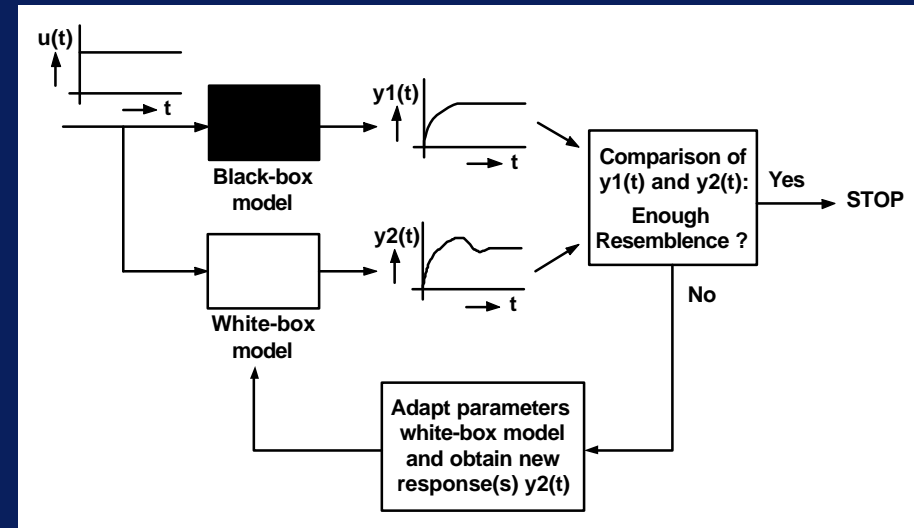 u(t)
t
Black-box
model
y1(t)
t
White-box
model
y2(t)
t
Comparison of
y1(t) and y2(t):
Enough
Resemblence ?
Yes
STOP
No
Adapt parameters
white-box model
and obtain new
response(s) y2(t)